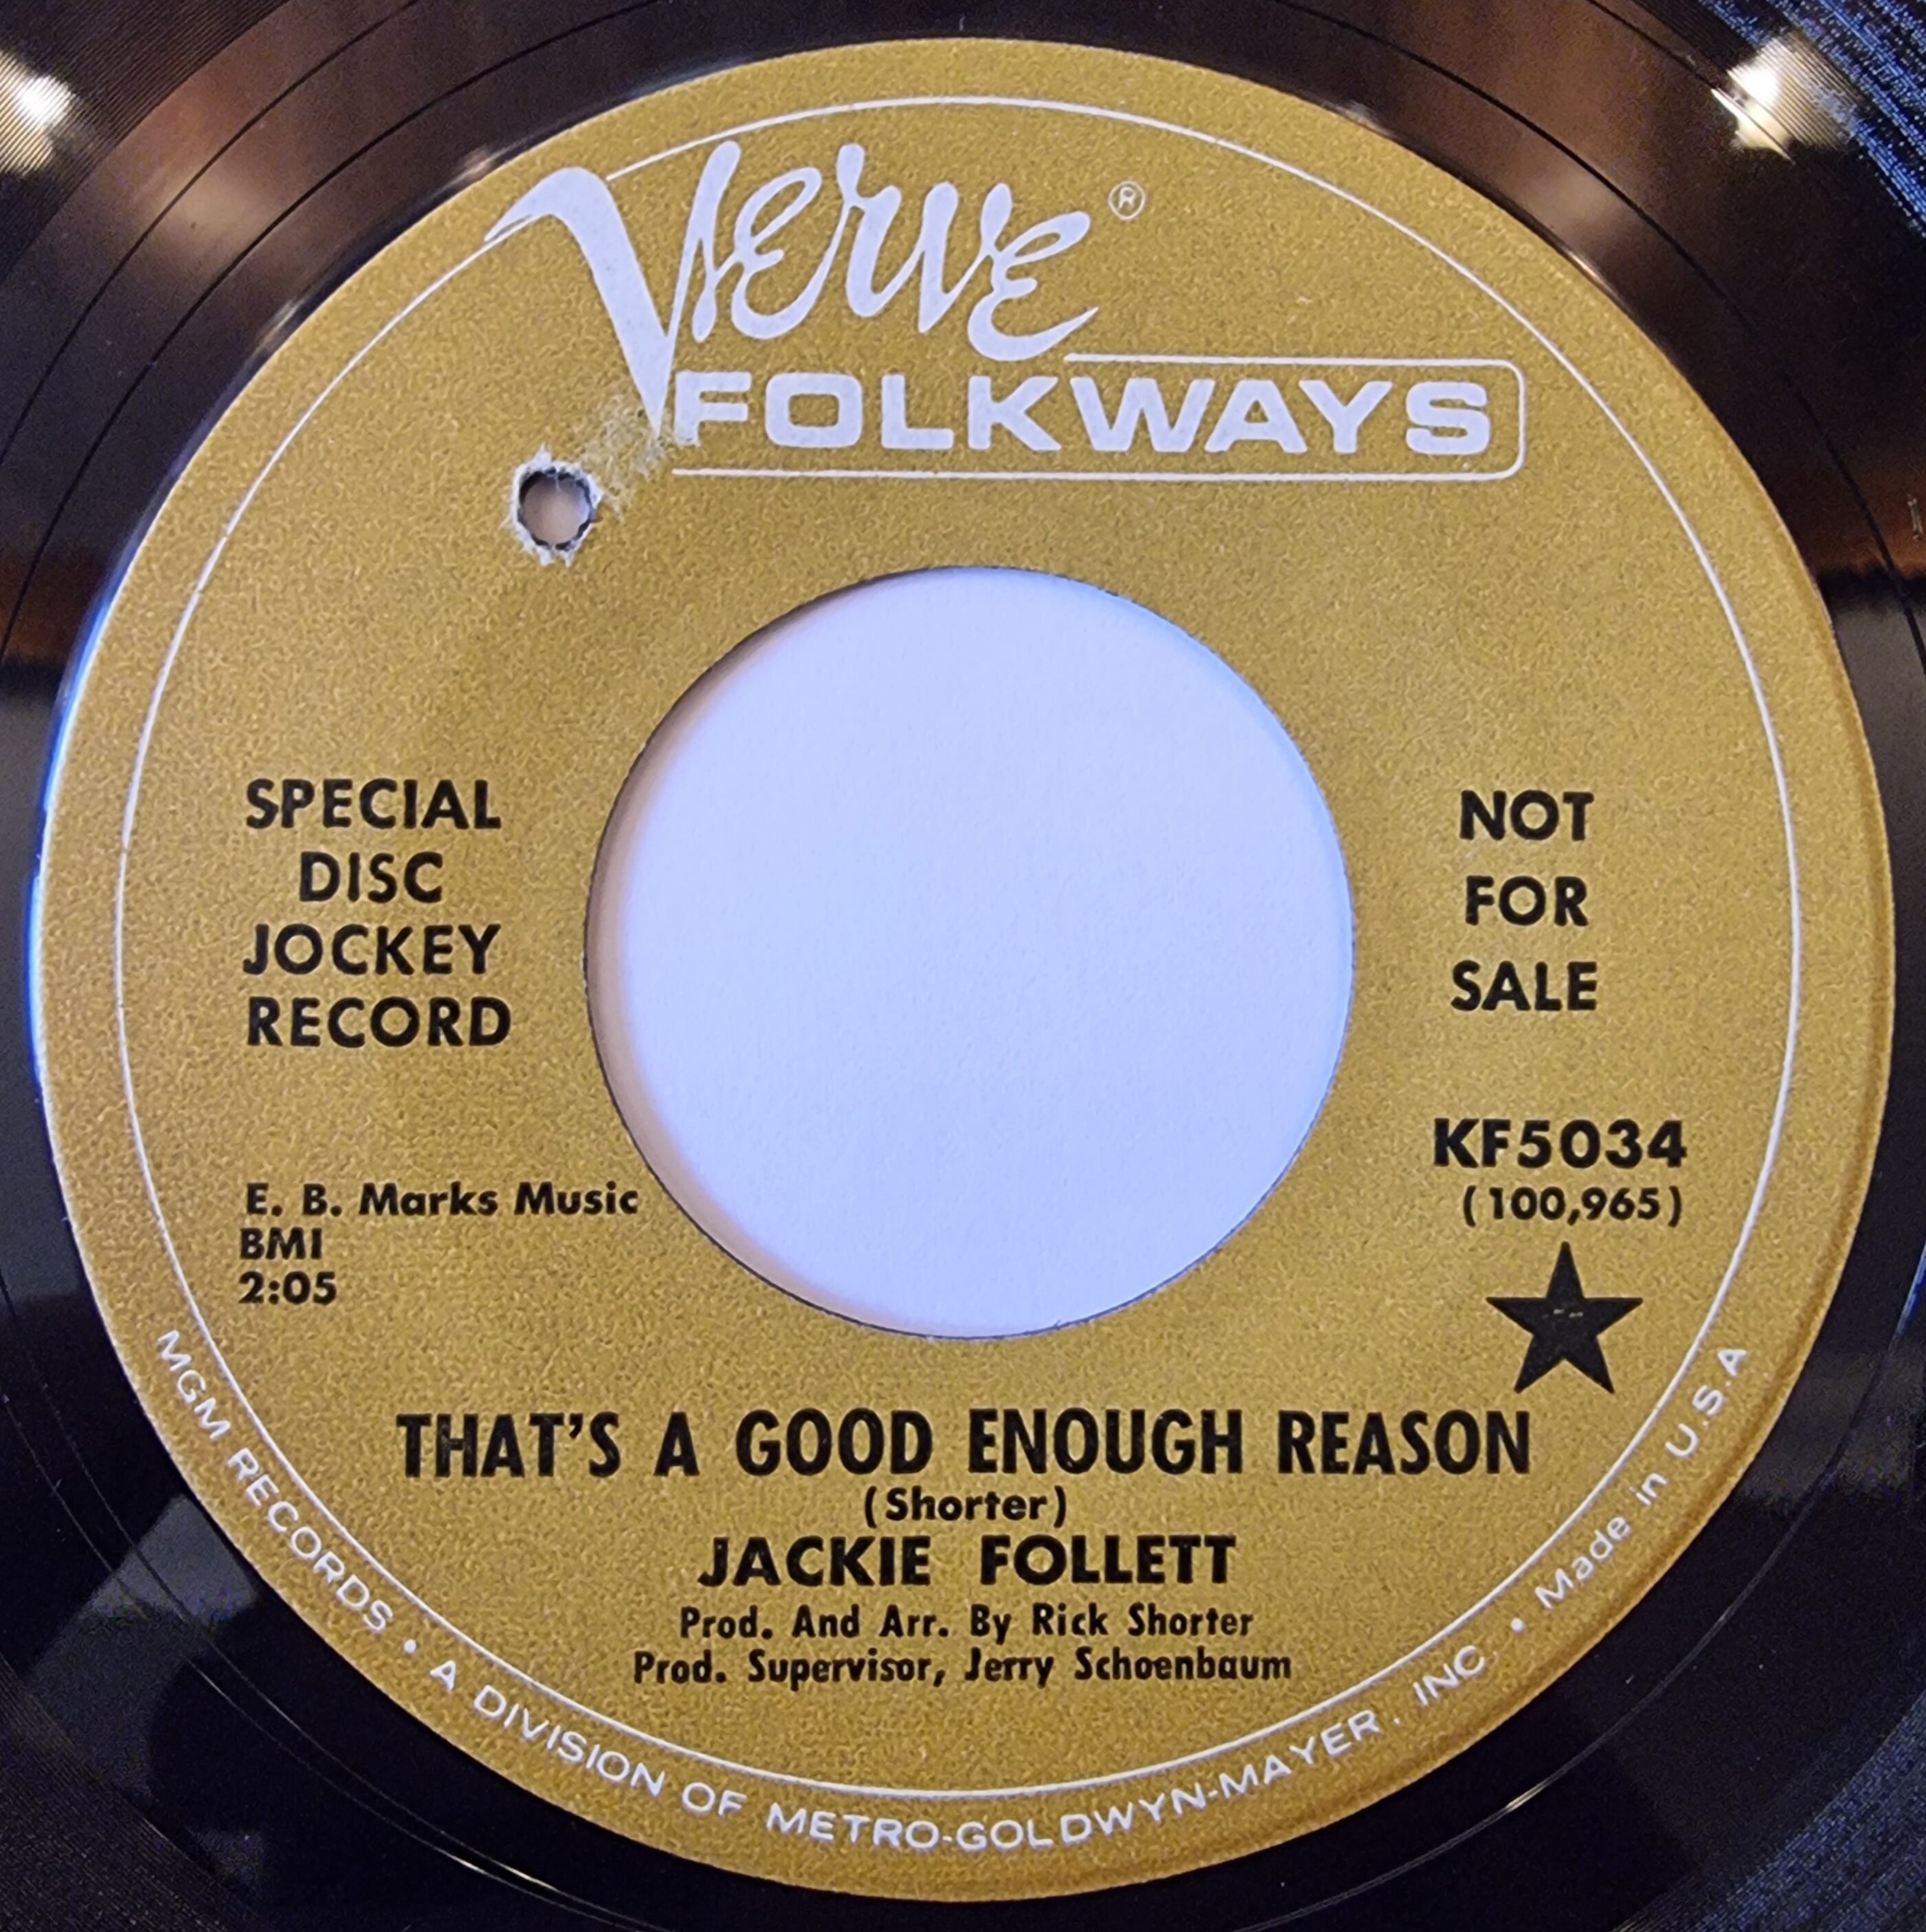 Verve ®
FOLKWAYS
SPECIAL
DISC
JOCKEY
RECORD
NOT
FOR
SALE
KF5034
(100,965)
E. B. Marks Music
BMI
2:05
THAT'S A GOOD ENOUGH REASON
(Shorter)
JACKIE FOLLETT
Prod. And Arr. By Rick Shorter
Prod. Supervisor, Jerry Schoenbaum
MGM RECORDS • A DIVISION OF METRO-GOLDWYN-MAYER, INC. • Made in U.S.A